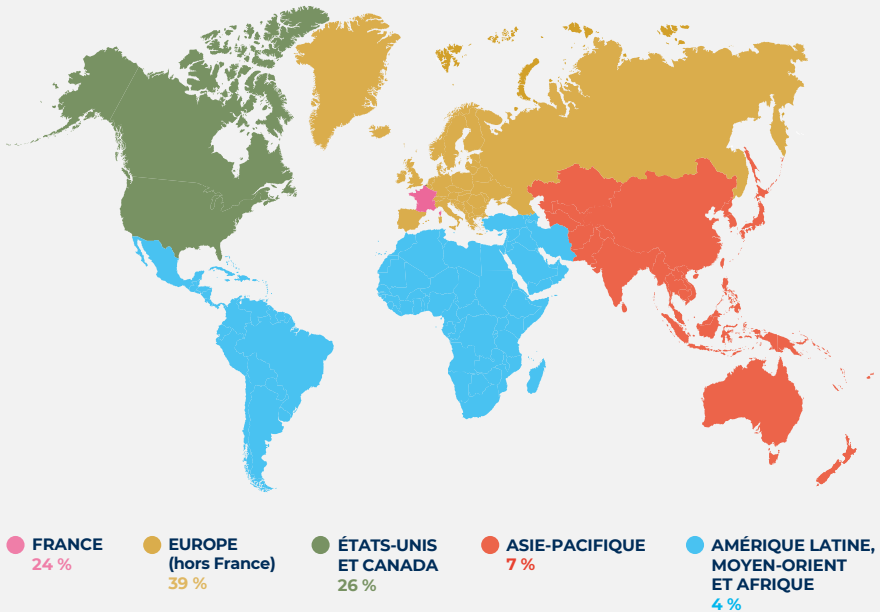 FRANCE
24 %
EUROPE
(hors France)
39 %
ÉTATS-UNIS
ET CANADA
26 %
ASIE-PACIFIQUE
7 %
AMÉRIQUE LATINE,
MOYEN-ORIENT
ET AFRIQUE
4 %